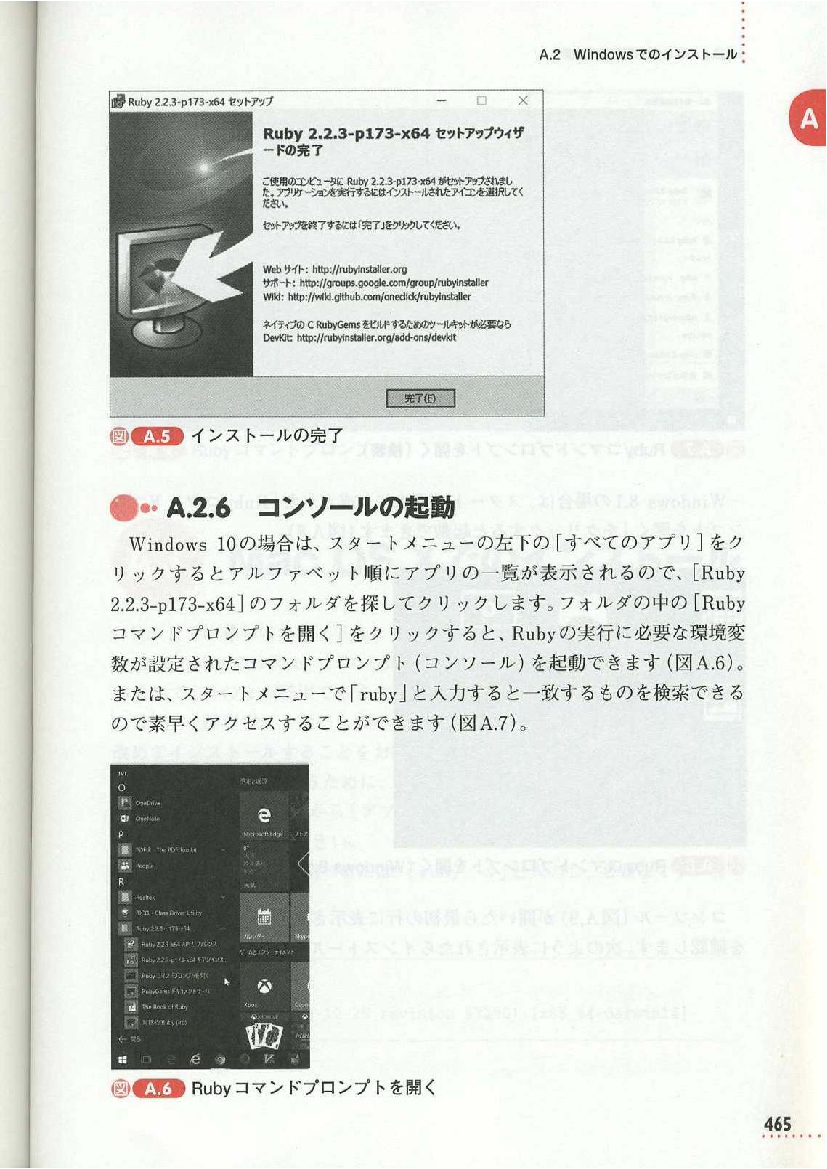 A.2 Windowsでのインストール
A
Ruby 2.2.3-p173-x64 セットアップ
Ruby 2.2.3-p173-x64 セットアップウィザ
ードの完了
ご使用のコンピュータに Ruby 2.2.3-p173-x64 がセットアップされまし
た。アプリケーションを実行するにはインストールされたアイコンを選択してく
ださい。
セットアップを終了するには「完了」をクリックしてください。
Web サイト: http://rubyinstaller.org
サポート: http://groups.google.com/group/rubyinstaller
Wiki: http://wiki.github.com/oneclick/rubyinstaller
ネイティブの C RubyGems をビルドするためのツールキットが必要なら
DevKit: http://rubyinstaller.org/add-ons/devkit
完了(F)
図 A.5 インストールの完了
A.2.6 コンソールの起動
Windows 10の場合は、スタートメニューの左下の［すべてのアプリ］をク
リックするとアルファベット順にアプリの一覧が表示されるので、［Ruby
2.2.3-p173-x64］のフォルダを探してクリックします。フォルダの中の［Ruby
コマンドプロンプトを開く］をクリックすると、Rubyの実行に必要な環境変
数が設定されたコマンドプロンプト（コンソール）を起動できます（図A.6）。
または、スタートメニューで「ruby」と入力すると一致するものを検索できる
ので素早くアクセスすることができます（図A.7）。
O
OneDrive
OneNote
P
People
R
Ruby 2.2.3-p173-x64
The Book of Ruby
Microsoft Edge
Xbox
図 A.6 Rubyコマンドプロンプトを開く
465